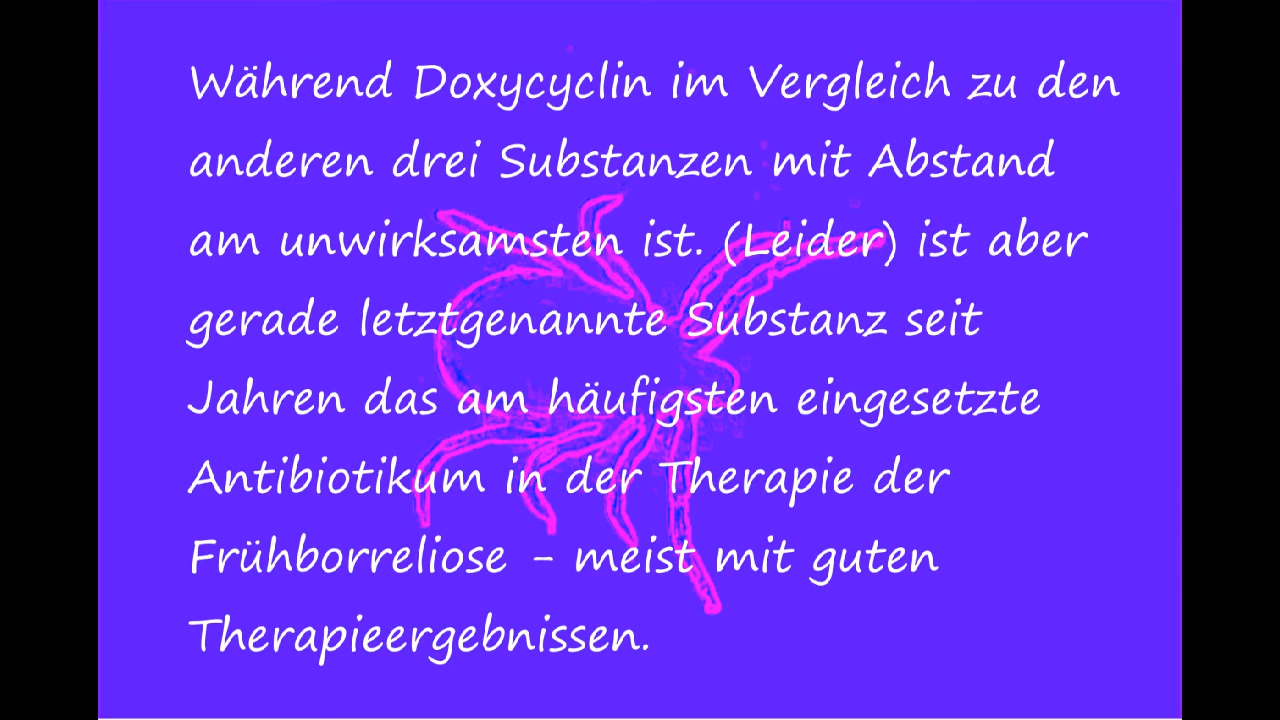 Während Doxycyclin im Vergleich zu den
anderen drei Substanzen mit Abstand
am unwirksamsten ist. (Leider) ist aber
gerade letztgenannte Substanz seit
Jahren das am häufigsten eingesetzte
Antibiotikum in der Therapie der
Frühborreliose - meist mit guten
Therapieergebnissen.